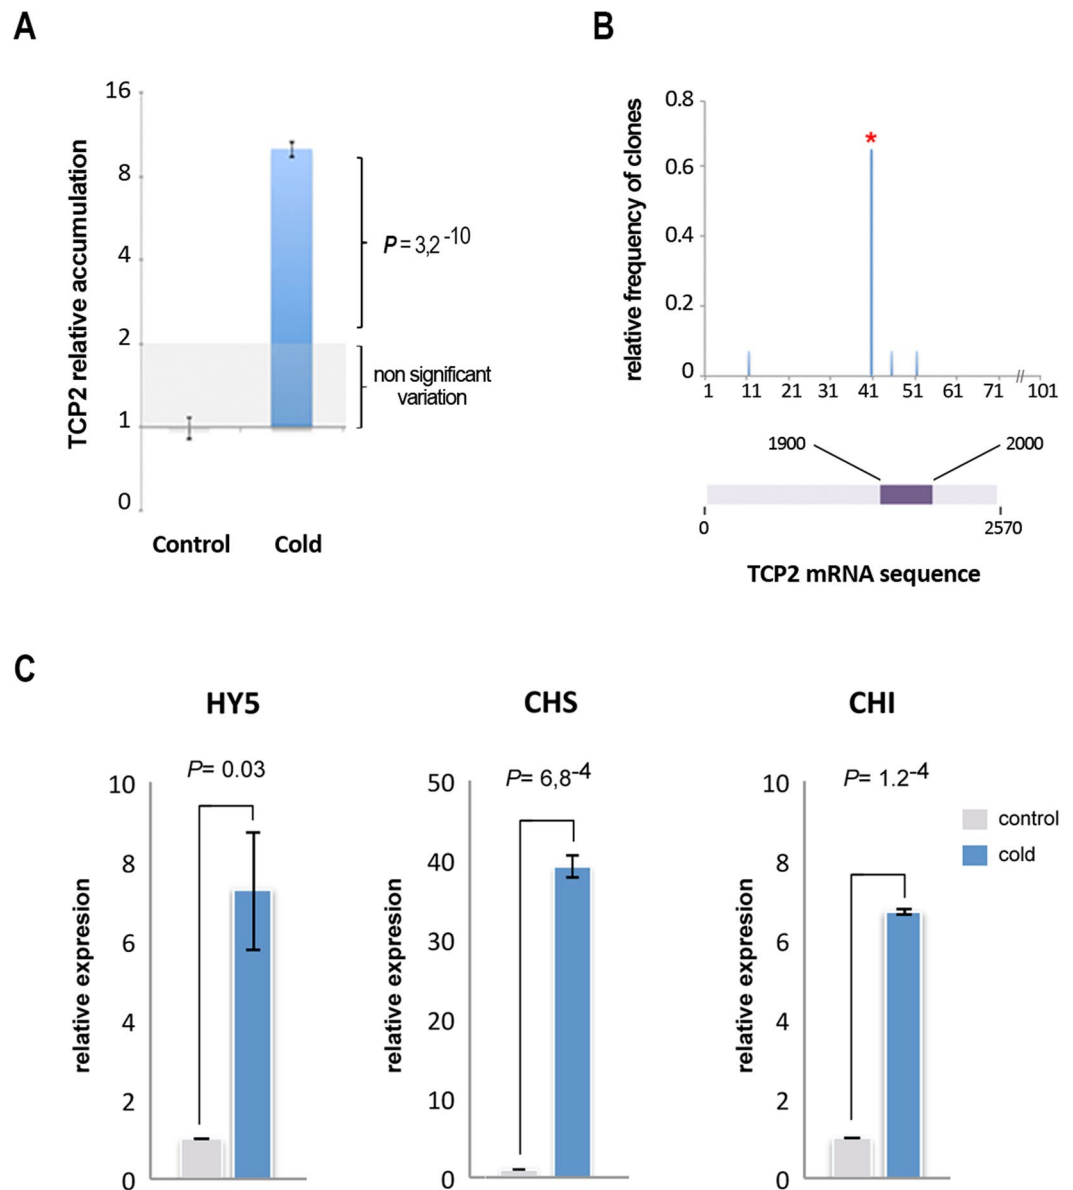 A
TCP2 relative accumulation
16
8
4
2
1
0
P = 3,2-10
non significant
variation
Control Cold
B
relative frequency of clones
0.8
0.6
0.4
0.2
0
*
1 11 21 31 41 51 61 71 // 101
1900 2000
0 2570
TCP2 mRNA sequence
C
HY5
P= 0.03
relative expresion
10
8
6
4
2
0
CHS
P= 6,8-4
relative expresion
50
40
30
20
10
0
CHI
P= 1.2-4
relative expresion
10
8
6
4
2
0
control
cold